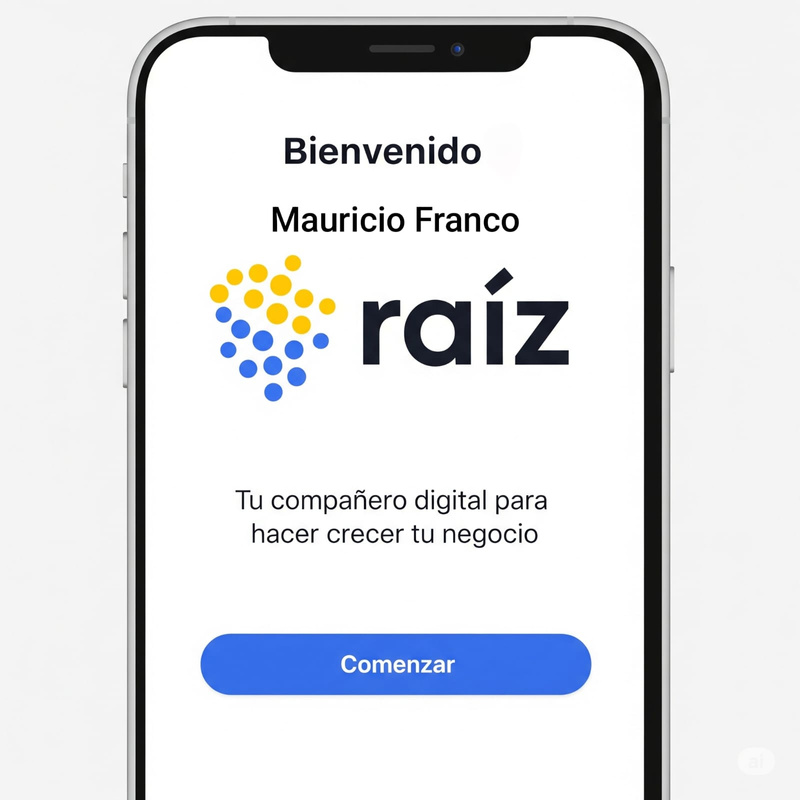 Bienvenido
Mauricio Franco
raíz
Tu compañero digital para
hacer crecer tu negocio
Comenzar